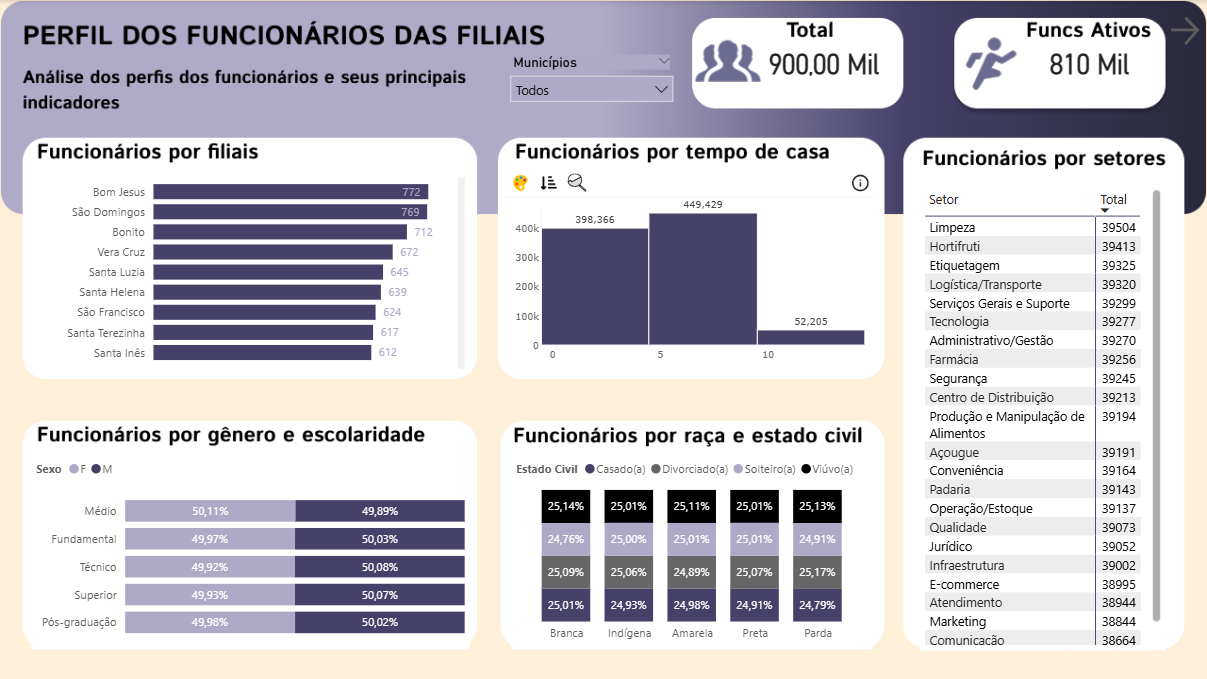 PERFIL DOS FUNCIONÁRIOS DAS FILIAIS
Análise dos perfis dos funcionários e seus principais
indicadores
Municípios
Todos
Total
900,00 Mil
Funcs Ativos
810 Mil
Funcionários por filiais
Bom Jesus 772
São Domingos 769
Bonito 712
Vera Cruz 672
Santa Luzia 645
Santa Helena 639
São Francisco 624
Santa Terezinha 617
Santa Inês 612
Funcionários por tempo de casa
449,429
398,366
400k
300k
200k
100k
52,205
0
0 5 10
Funcionários por setores
Setor Total
Limpeza 39504
Hortifruti 39413
Etiquetagem 39325
Logística/Transporte 39320
Serviços Gerais e Suporte 39299
Tecnologia 39277
Administrativo/Gestão 39270
Farmácia 39256
Segurança 39245
Centro de Distribuição 39213
Produção e Manipulação de 39194
Alimentos
Açougue 39191
Conveniência 39164
Padaria 39143
Operação/Estoque 39137
Qualidade 39073
Jurídico 39052
Infraestrutura 39002
E-commerce 38995
Atendimento 38944
Marketing 38844
Comunicação 38664
Funcionários por gênero e escolaridade
Sexo F M
Médio 50,11% 49,89%
Fundamental 49,97% 50,03%
Técnico 49,92% 50,08%
Superior 49,93% 50,07%
Pós-graduação 49,98% 50,02%
Funcionários por raça e estado civil
Estado Civil Casado(a) Divorciado(a) Solteiro(a) Viúvo(a)
25,14% 25,01% 25,11% 25,01% 25,13%
24,76% 25,00% 25,01% 25,01% 24,91%
25,09% 25,06% 24,89% 25,07% 25,17%
25,01% 24,93% 24,98% 24,91% 24,79%
Branca Indígena Amarela Preta Parda